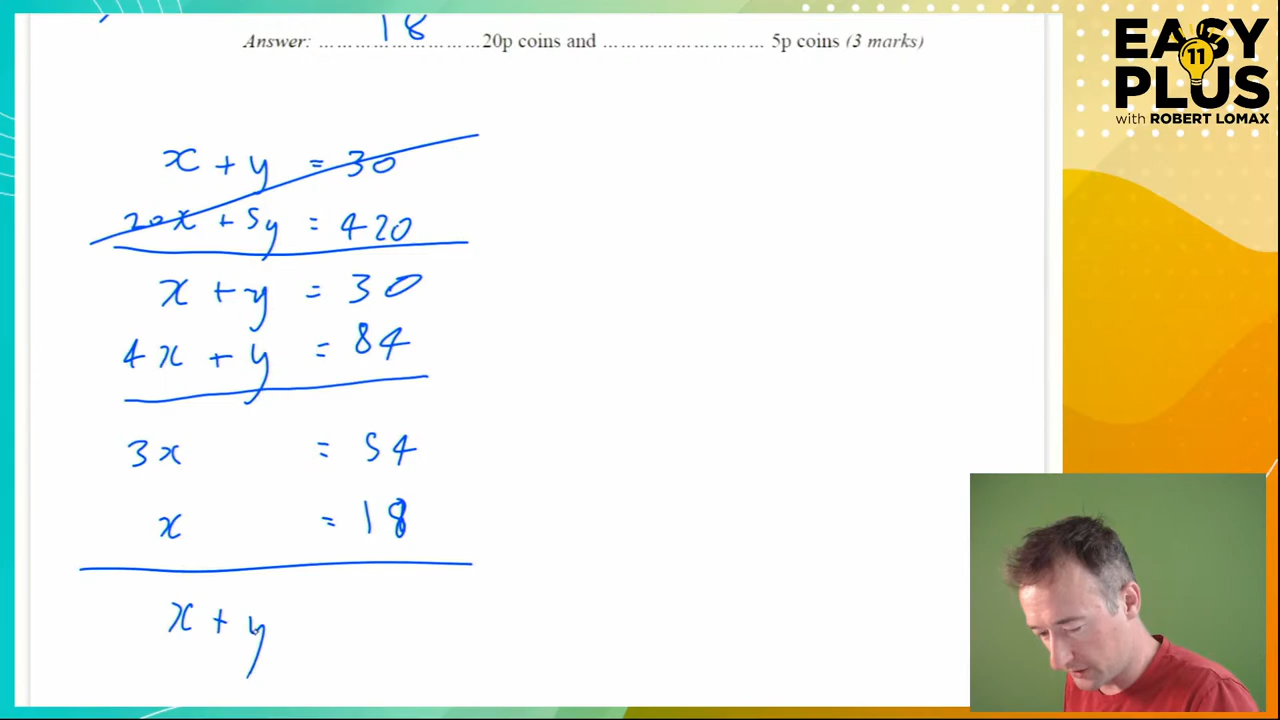 18
Answer: ........................20p coins and ........................ 5p coins (3 marks)
EASY
11
PLUS
with ROBERT LOMAX
x + y = 30
20x + 5y = 420
x + y = 30
4x + y = 84
3x = 54
x = 18
x + y